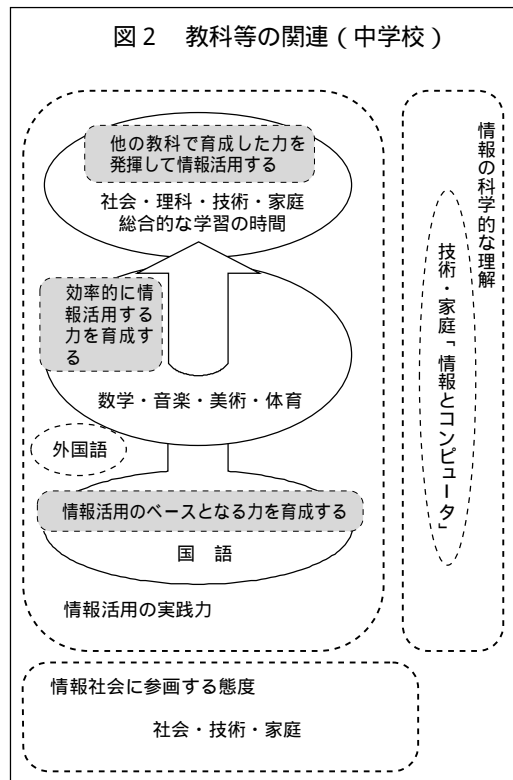 図２　教科等の関連（中学校）
他の教科で育成した力を
発揮して情報活用する
社会・理科・技術・家庭
総合的な学習の時間
効率的に情
報活用する
力を育成す
る
数学・音楽・美術・体育
外国語
情報活用のベースとなる力を育成する
国　語
情報活用の実践力
情報の科学的な理解
技術・家庭「情報とコンピュータ」
情報社会に参画する態度
社会・技術・家庭